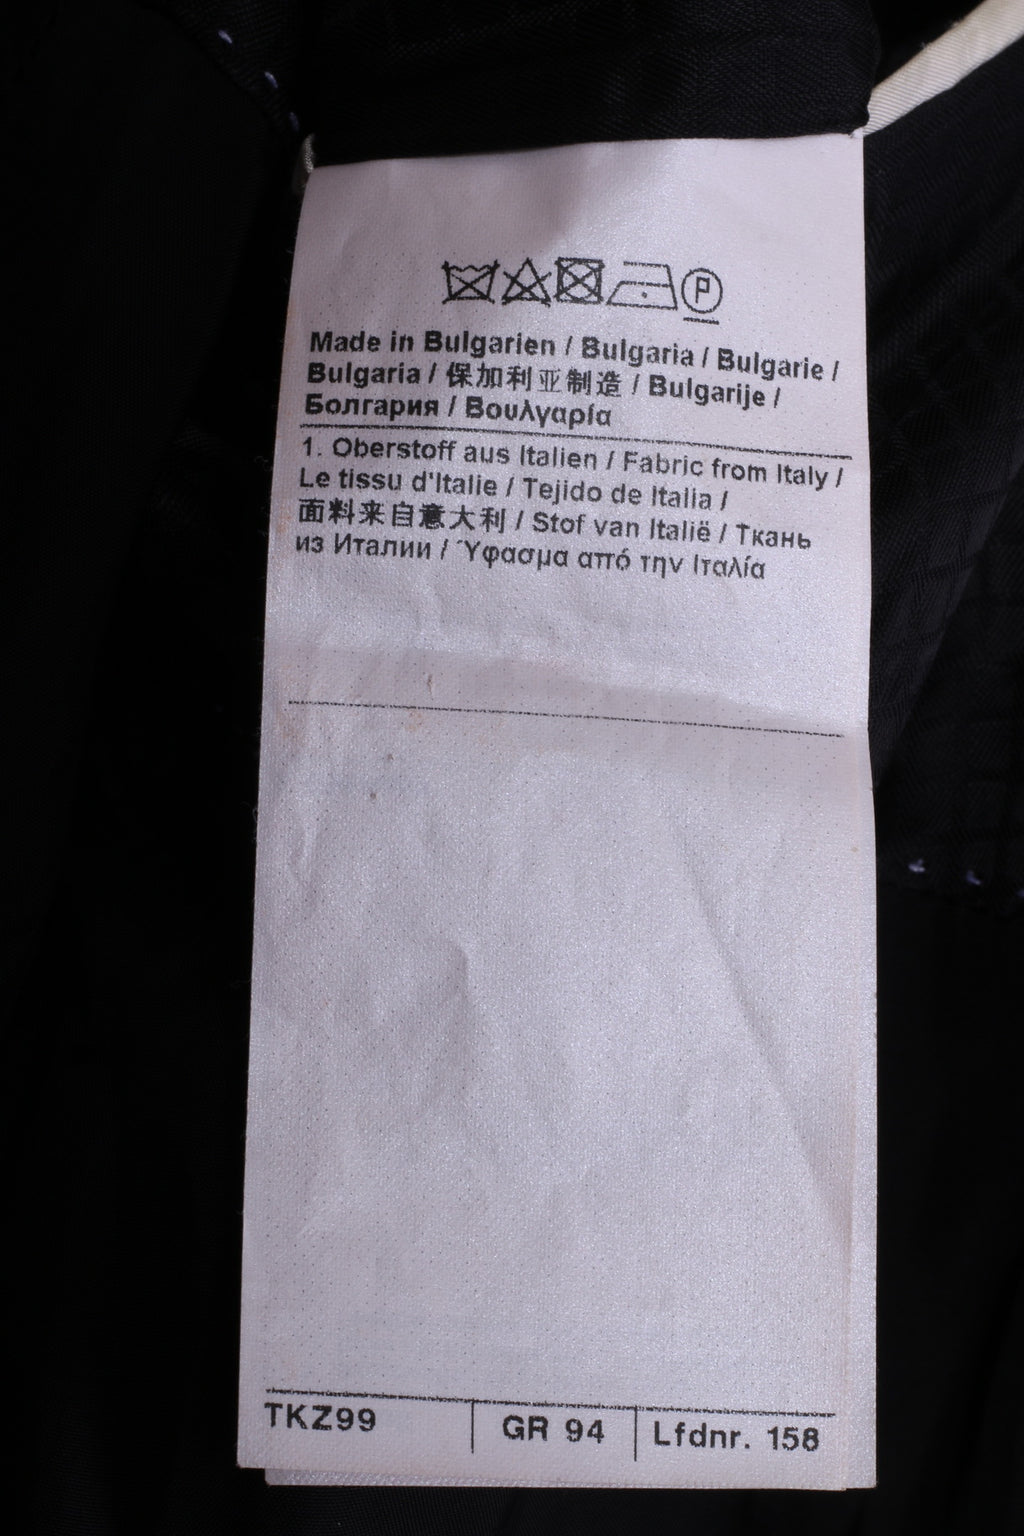 P
Made in Bulgarien / Bulgaria / Bulgarie /
Bulgaria / 保加利亚制造 / Bulgarije /
Болгария / Βουλγαρία
1. Oberstoff aus Italien / Fabric from Italy /
Le tissu d'Italie / Tejido de Italia /
面料来自意大利 / Stof van Italië / Ткань
из Италии / Ύφασμα από την Ιταλία
TKZ99 GR 94 Lfdnr. 158